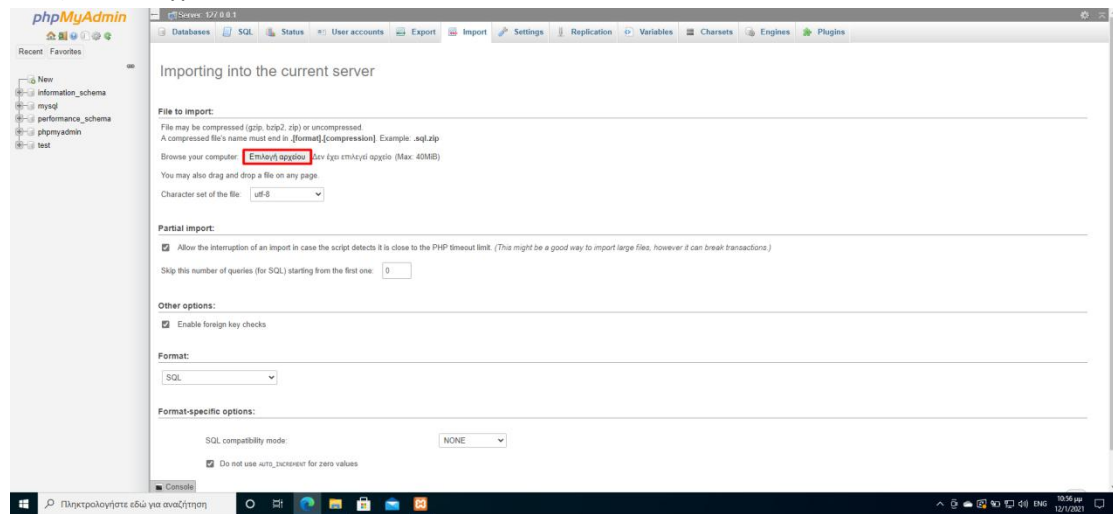 phpMyAdmin
Recent Favorites
New
information_schema
mysql
performance_schema
phpmyadmin
test
Server: 127.0.0.1
Databases SQL Status User accounts Export Import Settings Replication Variables Charsets Engines Plugins
Importing into the current server
File to import:
File may be compressed (gzip, bzip2, zip) or uncompressed.
A compressed file's name must end in .[format].[compression]. Example: .sql.zip
Browse your computer: Επιλογή αρχείου Δεν έχει επιλεγεί αρχείο (Max: 40MiB)
You may also drag and drop a file on any page.
Character set of the file: utf-8
Partial import:
Allow the interruption of an import in case the script detects it is close to the PHP timeout limit. (This might be a good way to import large files, however it can break transactions.)
Skip this number of queries (for SQL) starting from the first one: 0
Other options:
Enable foreign key checks
Format:
SQL
Format-specific options:
SQL compatibility mode: NONE
Do not use AUTO_INCREMENT for zero values
Console
Πληκτρολογήστε εδώ για αναζήτηση
ENG
10:56 μμ
12/1/2021